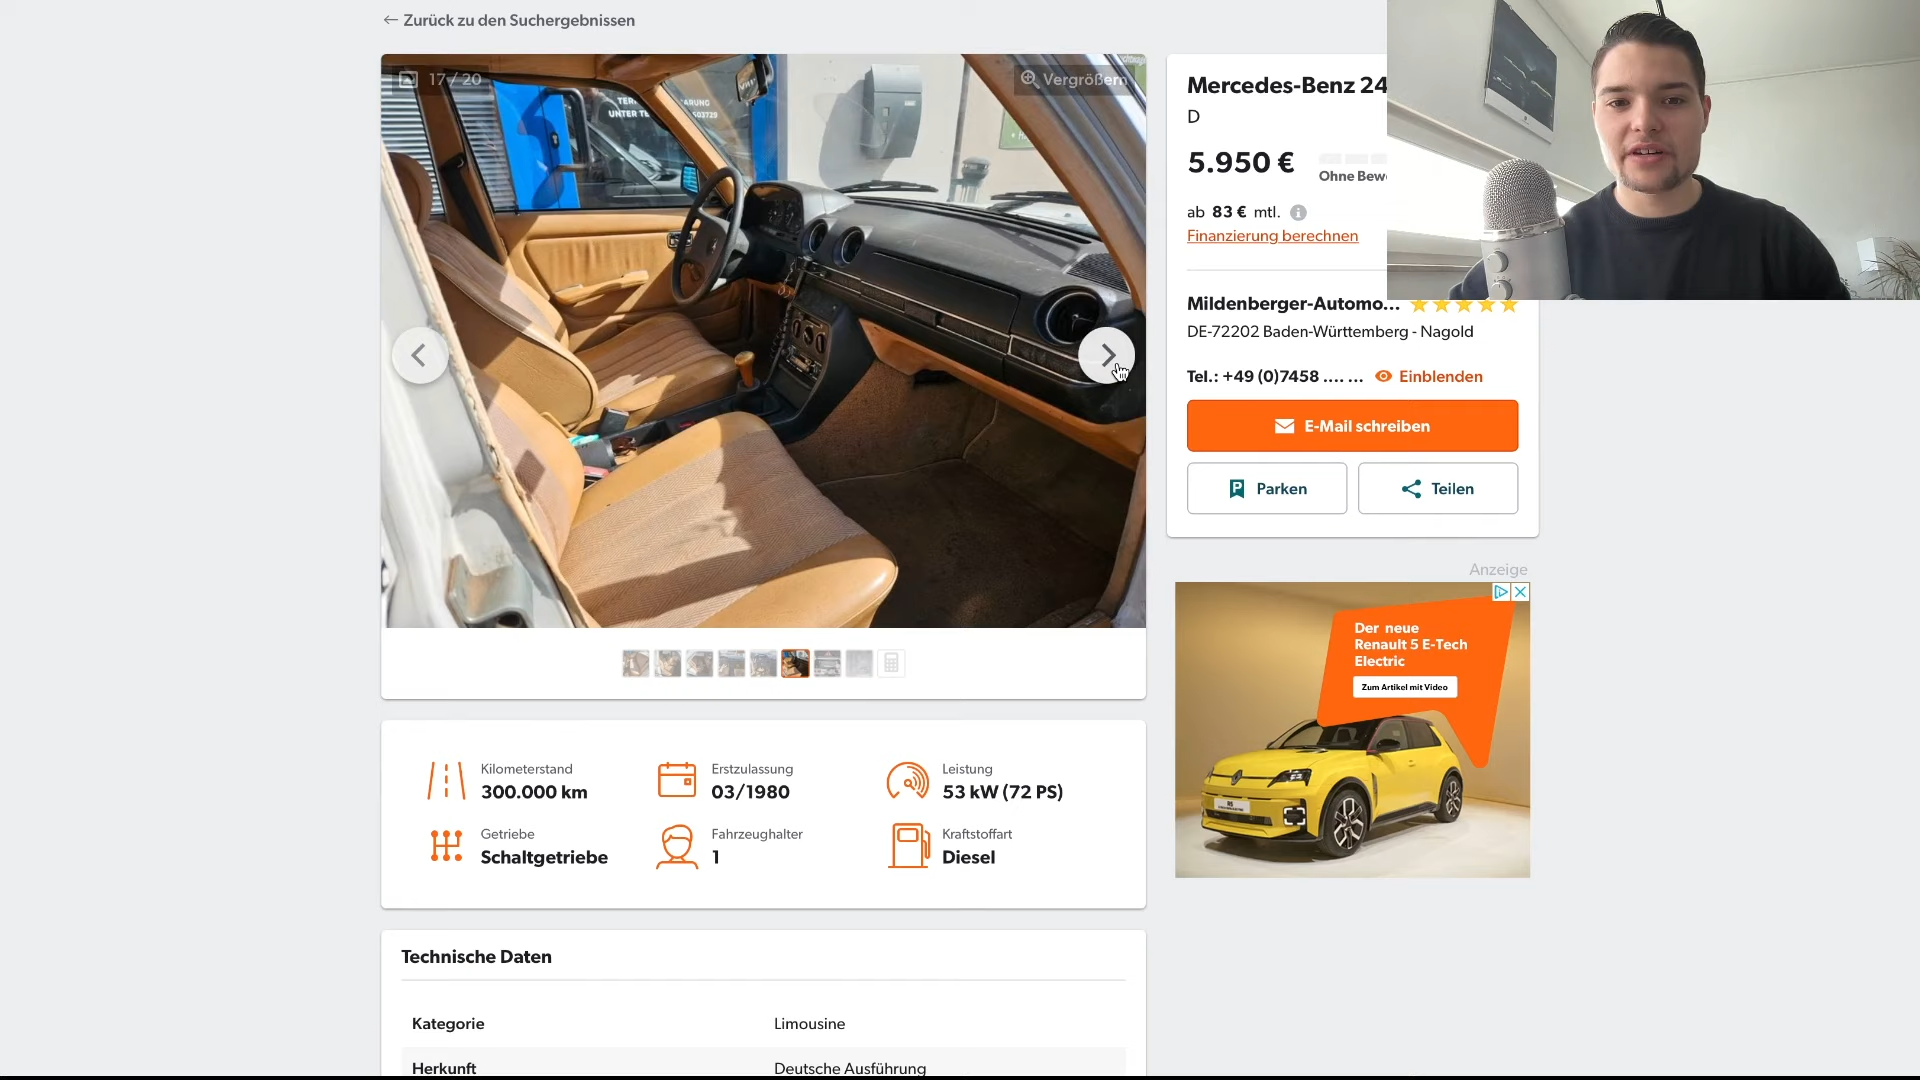 ← Zurück zu den Suchergebnissen
17 / 20
Vergrößern
UNTER
503729
Mercedes-Benz 24
D
5.950 €
Ohne Bew
ab 83 € mtl.
Finanzierung berechnen
Mildenberger-Automo...
DE-72202 Baden-Württemberg - Nagold
Tel.: +49 (0)7458 .... ...
Einblenden
E-Mail schreiben
Parken
Teilen
Anzeige
Der neue
Renault 5 E-Tech
Electric
Zum Artikel mit Video
Kilometerstand
300.000 km
Erstzulassung
03/1980
Leistung
53 kW (72 PS)
Getriebe
Schaltgetriebe
Fahrzeughalter
1
Kraftstoffart
Diesel
Technische Daten
Kategorie
Limousine
Herkunft
Deutsche Ausführung